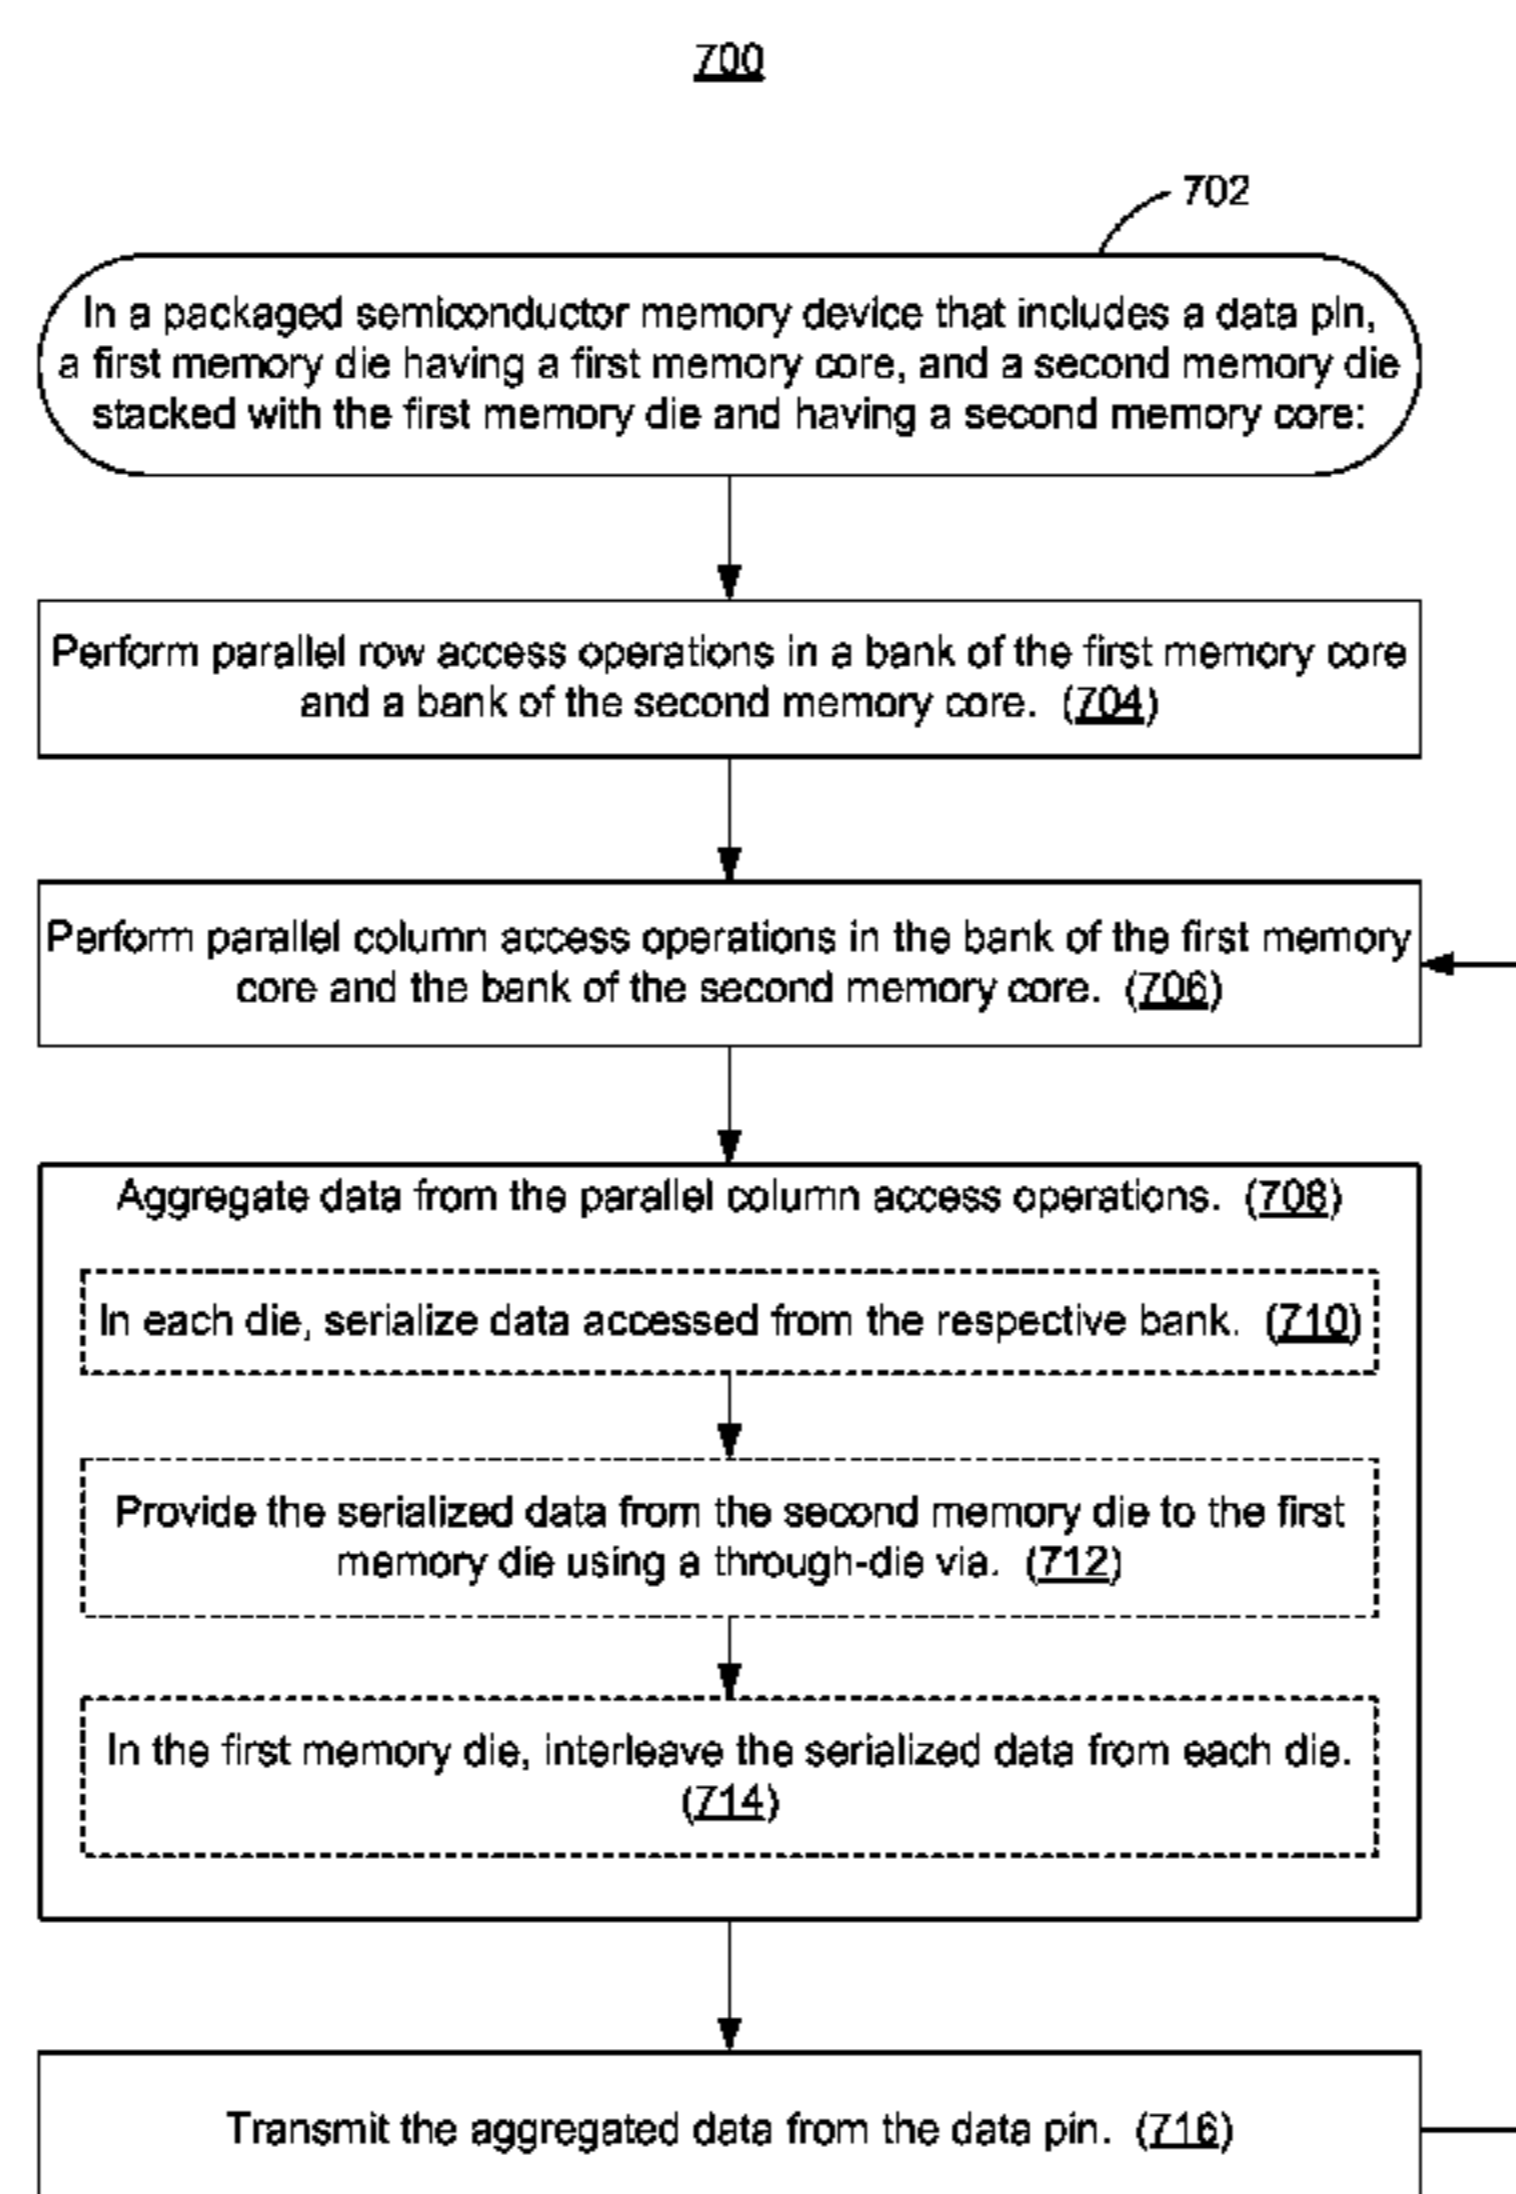 700
702
In a packaged semiconductor memory device that includes a data pin,
a first memory die having a first memory core, and a second memory die
stacked with the first memory die and having a second memory core:
Perform parallel row access operations in a bank of the first memory core
and a bank of the second memory core. (704)
Perform parallel column access operations in the bank of the first memory
core and the bank of the second memory core. (706)
Aggregate data from the parallel column access operations. (708)
In each die, serialize data accessed from the respective bank. (710)
Provide the serialized data from the second memory die to the first
memory die using a through-die via. (712)
In the first memory die, interleave the serialized data from each die.
(714)
Transmit the aggregated data from the data pin. (716)